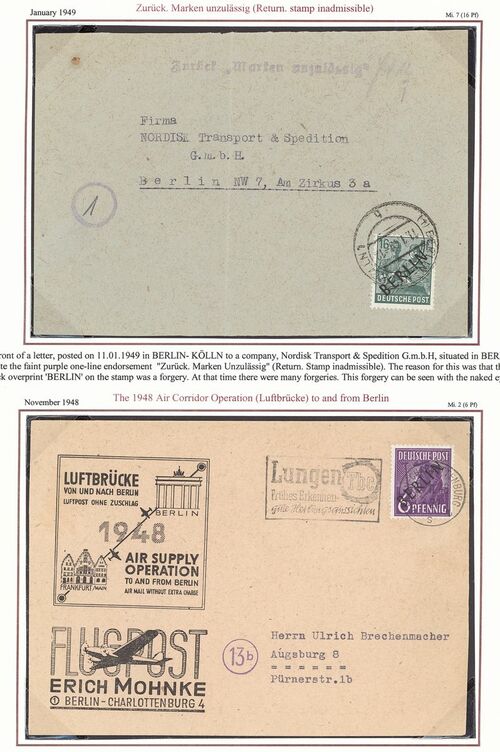 Zurück. Marken unzulässig (Return. stamp inadmissible)
January 1949
Mi. 7 (16 Pf)
Zurück "Marken unzulässig"
Firma
NORDISK Transport & Spedition
G.m.b.H.
Berlin NW 7, Am Zirkus 3a
1
16
BERLIN
DEUTSCHE POST
ront of a letter, posted on 11.01.1949 in BERLIN- KÖLLN to a company, Nordisk Transport & Spedition G.m.b.H, situated in BER
te the faint purple one-line endorsement "Zurück. Marken Unzulässig" (Return. Stamp inadmissible). The reason for this was that th
ck overprint 'BERLIN' on the stamp was a forgery. At that time there were many forgeries. This forgery can be seen with the naked ey
The 1948 Air Corridor Operation (Luftbrücke) to and from Berlin
November 1948
Mi. 2 (6 Pf)
LUFTBRÜCKE
VON UND NACH BERLIN
LUFTPOST OHNE ZUSCHLAG
BERLIN
1948
AIR SUPPLY
OPERATION
TO AND FROM BERLIN
AIR MAIL WITHOUT EXTRA CHARGE
FRANKFURT/MAIN
FLUGPOST
ERICH MOHNKE
1 BERLIN-CHARLOTTENBURG 4
Lungen Tbc
Frühes Erkennen-
gute Heilungsaussichten
DEUTSCHE POST
BERLIN
6 PFENNIG
13b
Herrn Ulrich Brechenmacher
Augsburg 8
Pürnerstr.1b